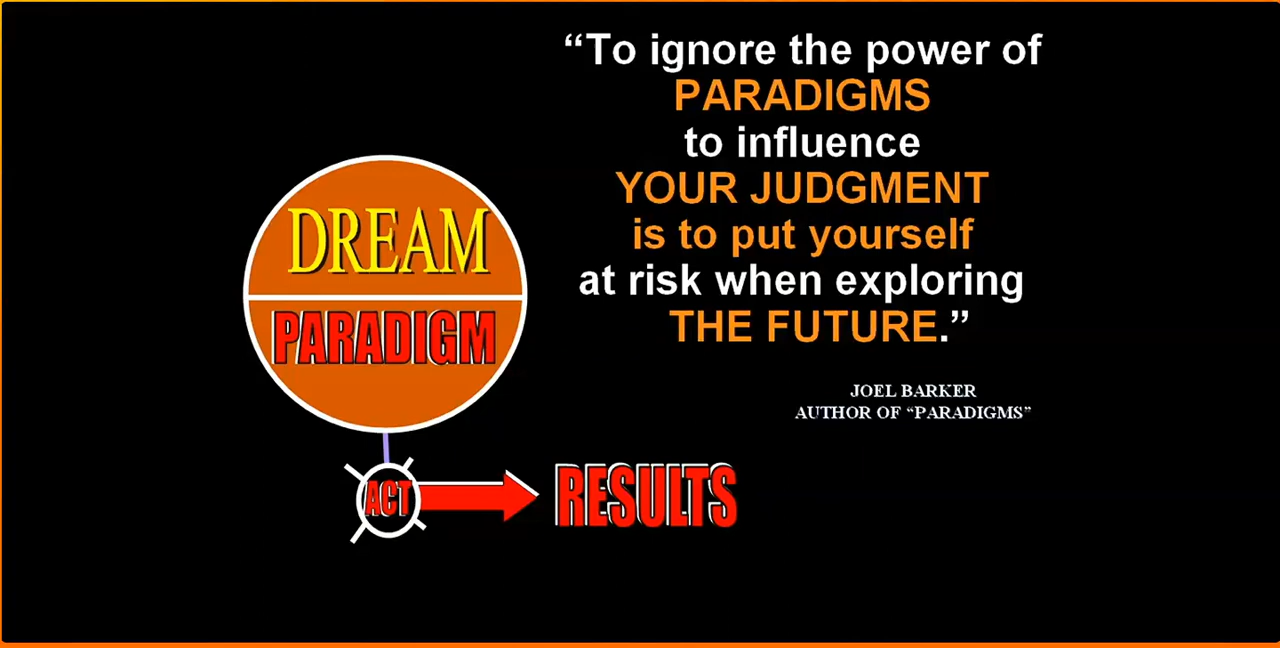 “To ignore the power of
PARADIGMS
to influence
YOUR JUDGMENT
is to put yourself
at risk when exploring
THE FUTURE.”
JOEL BARKER
AUTHOR OF “PARADIGMS”
DREAM
PARADIGM
ACT
RESULTS